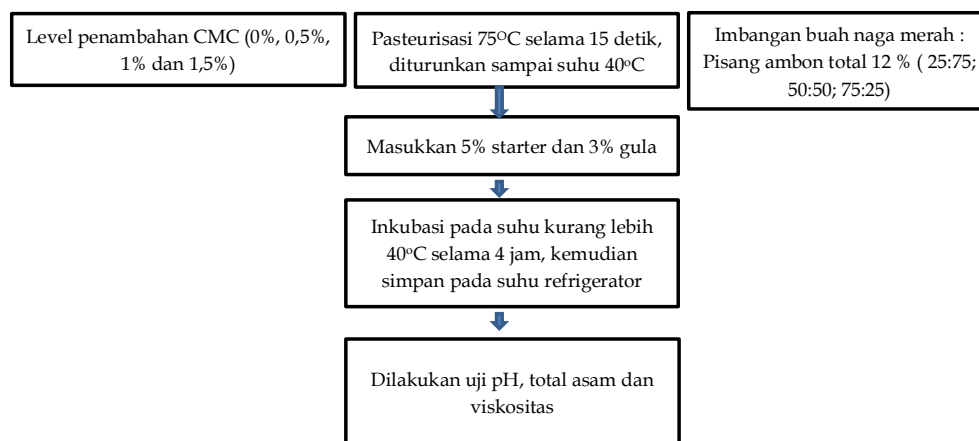 Level penambahan CMC (0%, 0,5%,
1% dan 1,5%)
Pasteurisasi 75ᴼC selama 15 detik,
diturunkan sampai suhu 40ᵒC
Imbangan buah naga merah :
Pisang ambon total 12 % ( 25:75;
50:50; 75:25)
Masukkan 5% starter dan 3% gula
Inkubasi pada suhu kurang lebih
40ᵒC selama 4 jam, kemudian
simpan pada suhu refrigerator
Dilakukan uji pH, total asam dan
viskositas